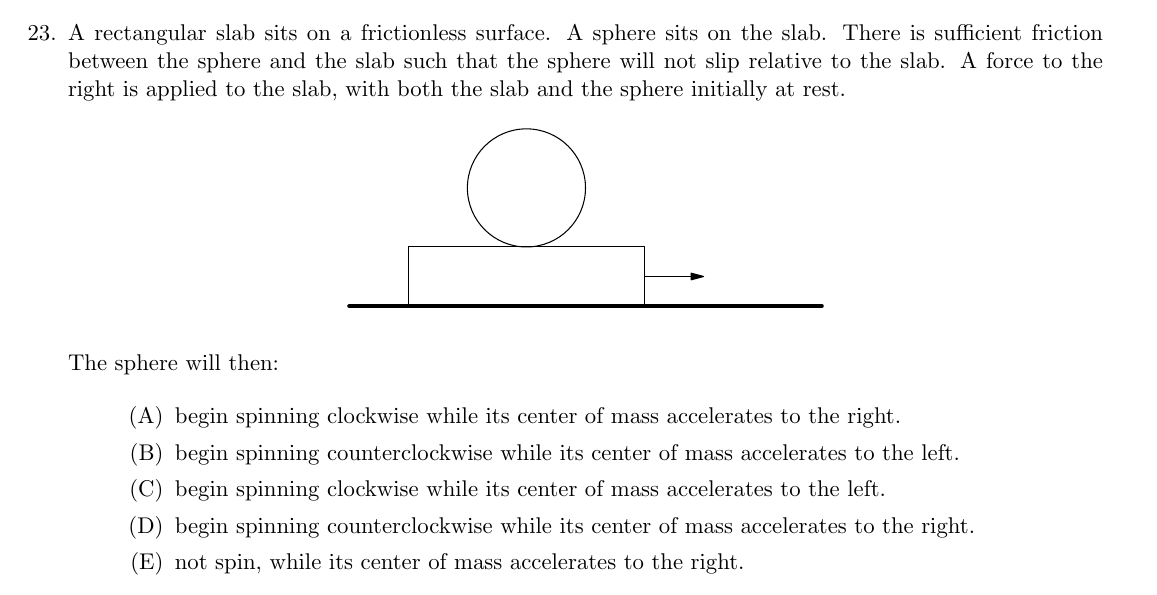 23. A rectangular slab sits on a frictionless surface. A sphere sits on the slab. There is sufficient friction
between the sphere and the slab such that the sphere will not slip relative to the slab. A force to the
right is applied to the slab, with both the slab and the sphere initially at rest.
The sphere will then:
(A) begin spinning clockwise while its center of mass accelerates to the right.
(B) begin spinning counterclockwise while its center of mass accelerates to the left.
(C) begin spinning clockwise while its center of mass accelerates to the left.
(D) begin spinning counterclockwise while its center of mass accelerates to the right.
(E) not spin, while its center of mass accelerates to the right.